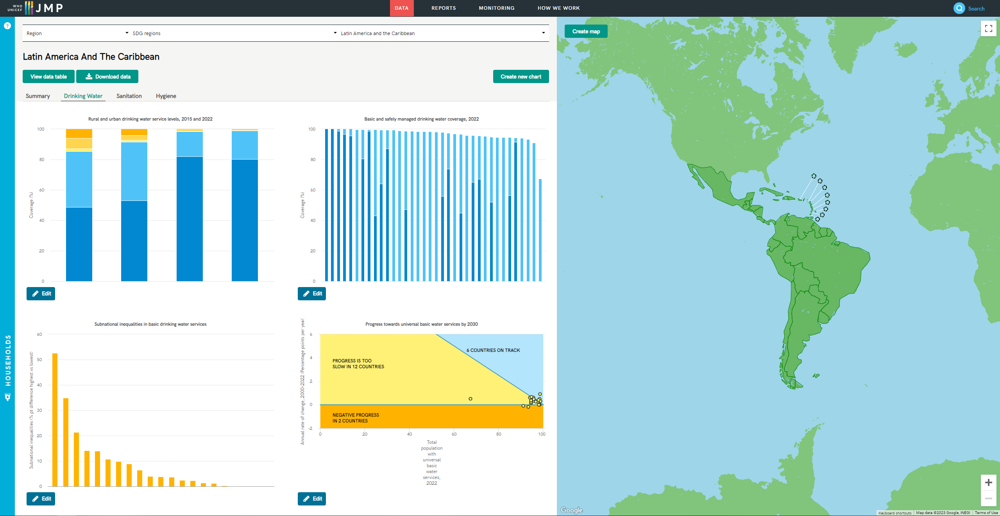 WHO
UNICEF
JMP
DATA
REPORTS
MONITORING
HOW WE WORK
Search
?
Region
SDG regions
Latin America and the Caribbean
Latin America And The Caribbean
View data table
Download data
Create new chart
Summary
Drinking Water
Sanitation
Hygiene
Rural and urban drinking water service levels, 2015 and 2022
Coverage (%)
100
80
60
40
20
0
Edit
Basic and safely managed drinking water coverage, 2022
Coverage (%)
100
80
60
40
20
0
Edit
Subnational inequalities in basic drinking water services
Subnational inequalities (% pt difference highest vs lowest)
60
50
40
30
20
10
0
Edit
Progress towards universal basic water services by 2030
Annual rate of change, 2000-2022 (Percentage points per year
6
4
2
0
-2
6 COUNTRIES ON TRACK
PROGRESS IS TOO
SLOW IN 12 COUNTRIES
NEGATIVE PROGRESS
IN 2 COUNTRIES
0
20
40
60
80
100
Total
population
with
universal
basic
water
services,
2022
Edit
HOUSEHOLDS
Create map
Google
Keyboard shortcuts
Map data ©2023 Google, INEGI
Terms of Use